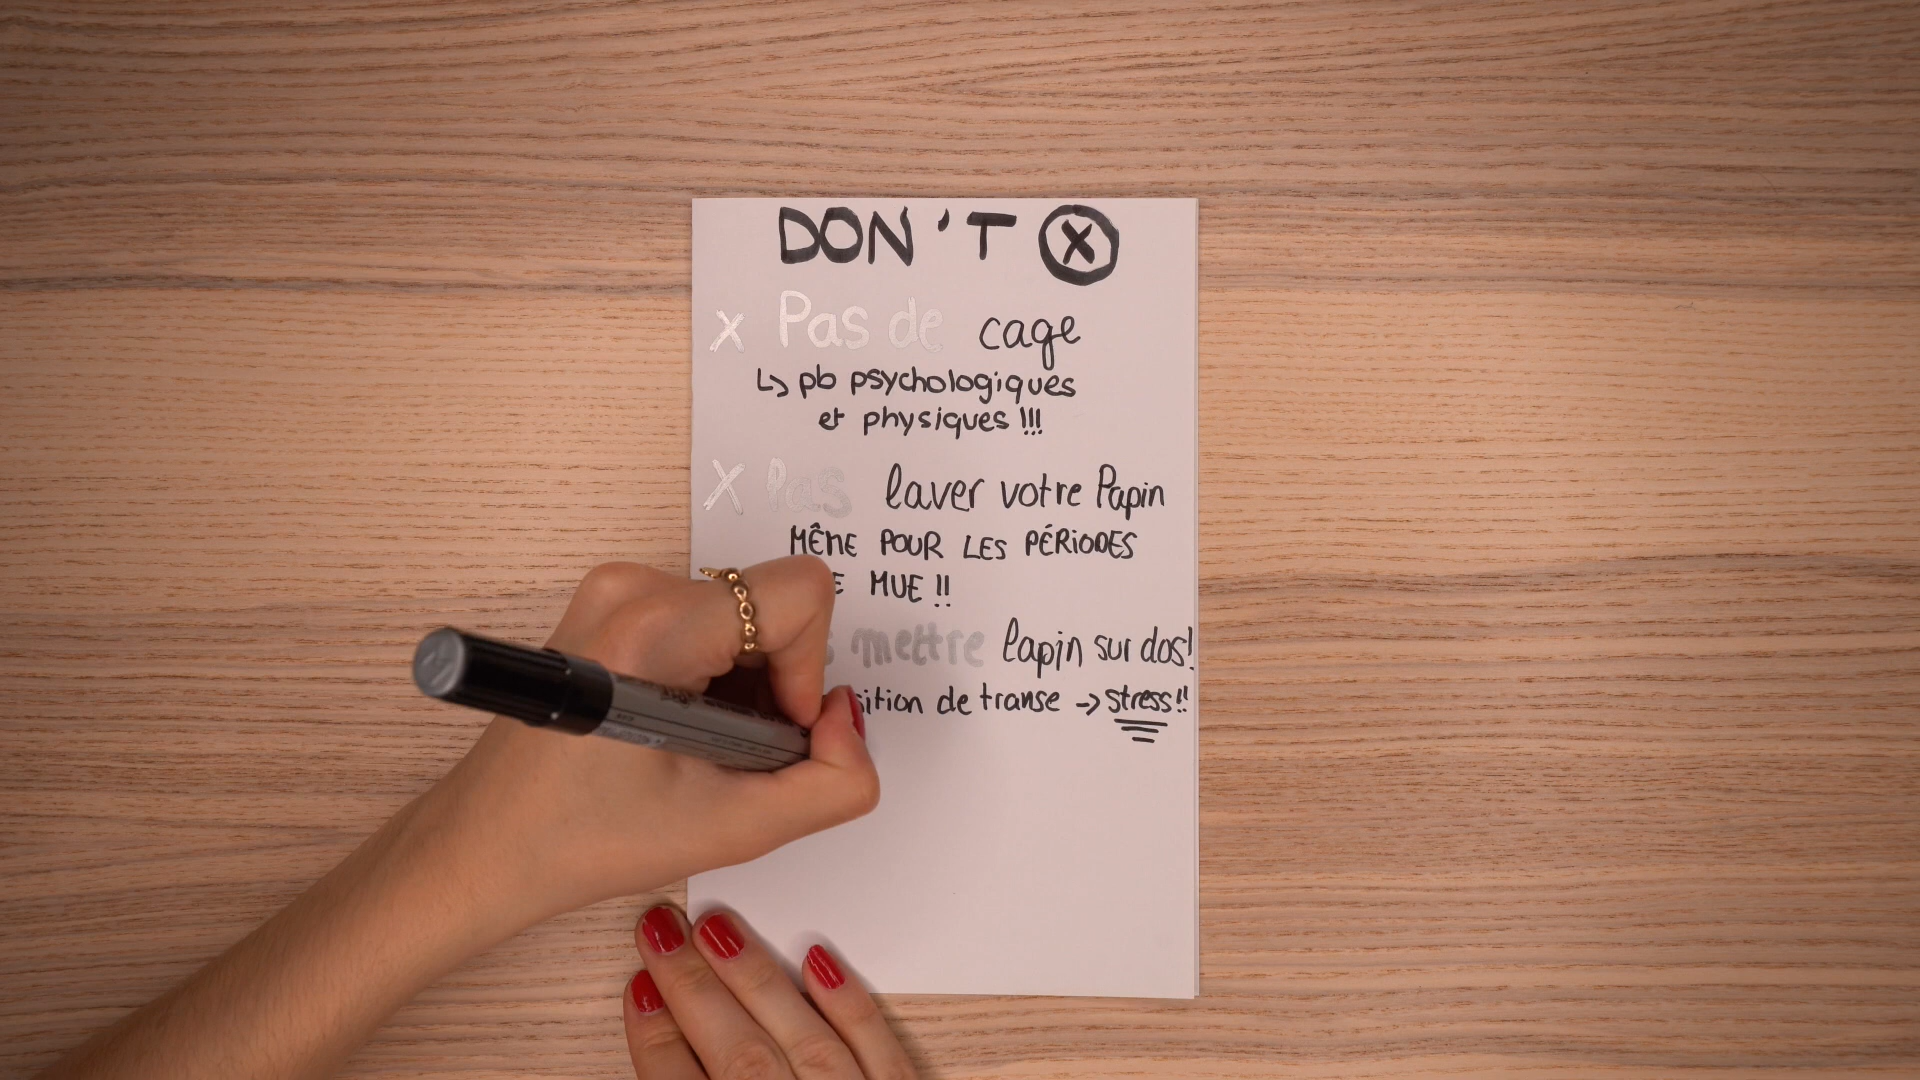 DON'T X
x Pas de cage
↳ pb psychologiques
et physiques !!!
X Pas laver votre Papin
MÊME POUR LES PÉRIODES
E MUE !!
s mettre lapin sur dos!
sition de transe → stress!!